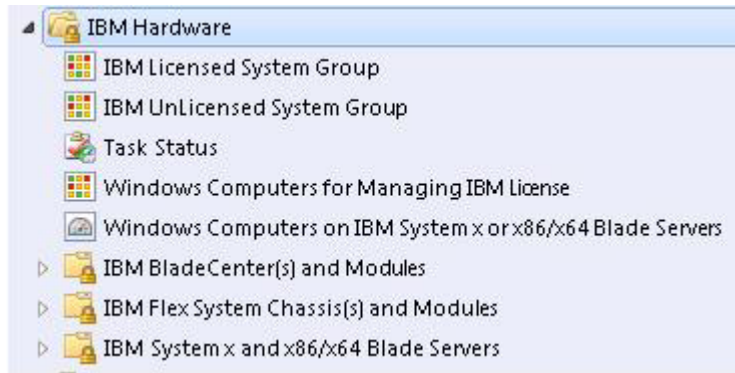 IBM Hardware
IBM Licensed System Group
IBM UnLicensed System Group
Task Status
Windows Computers for Managing IBM License
Windows Computers on IBM System x or x86/x64 Blade Servers
IBM BladeCenter(s) and Modules
IBM Flex System Chassis(s) and Modules
IBM System x and x86/x64 Blade Servers